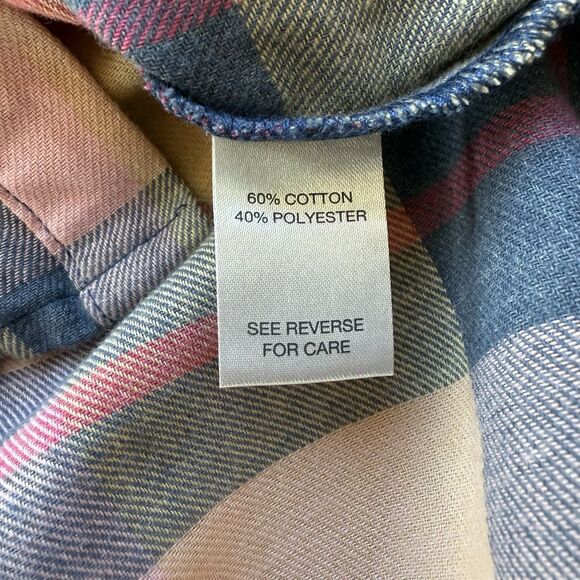 60% COTTON
40% POLYESTER
SEE REVERSE
FOR CARE